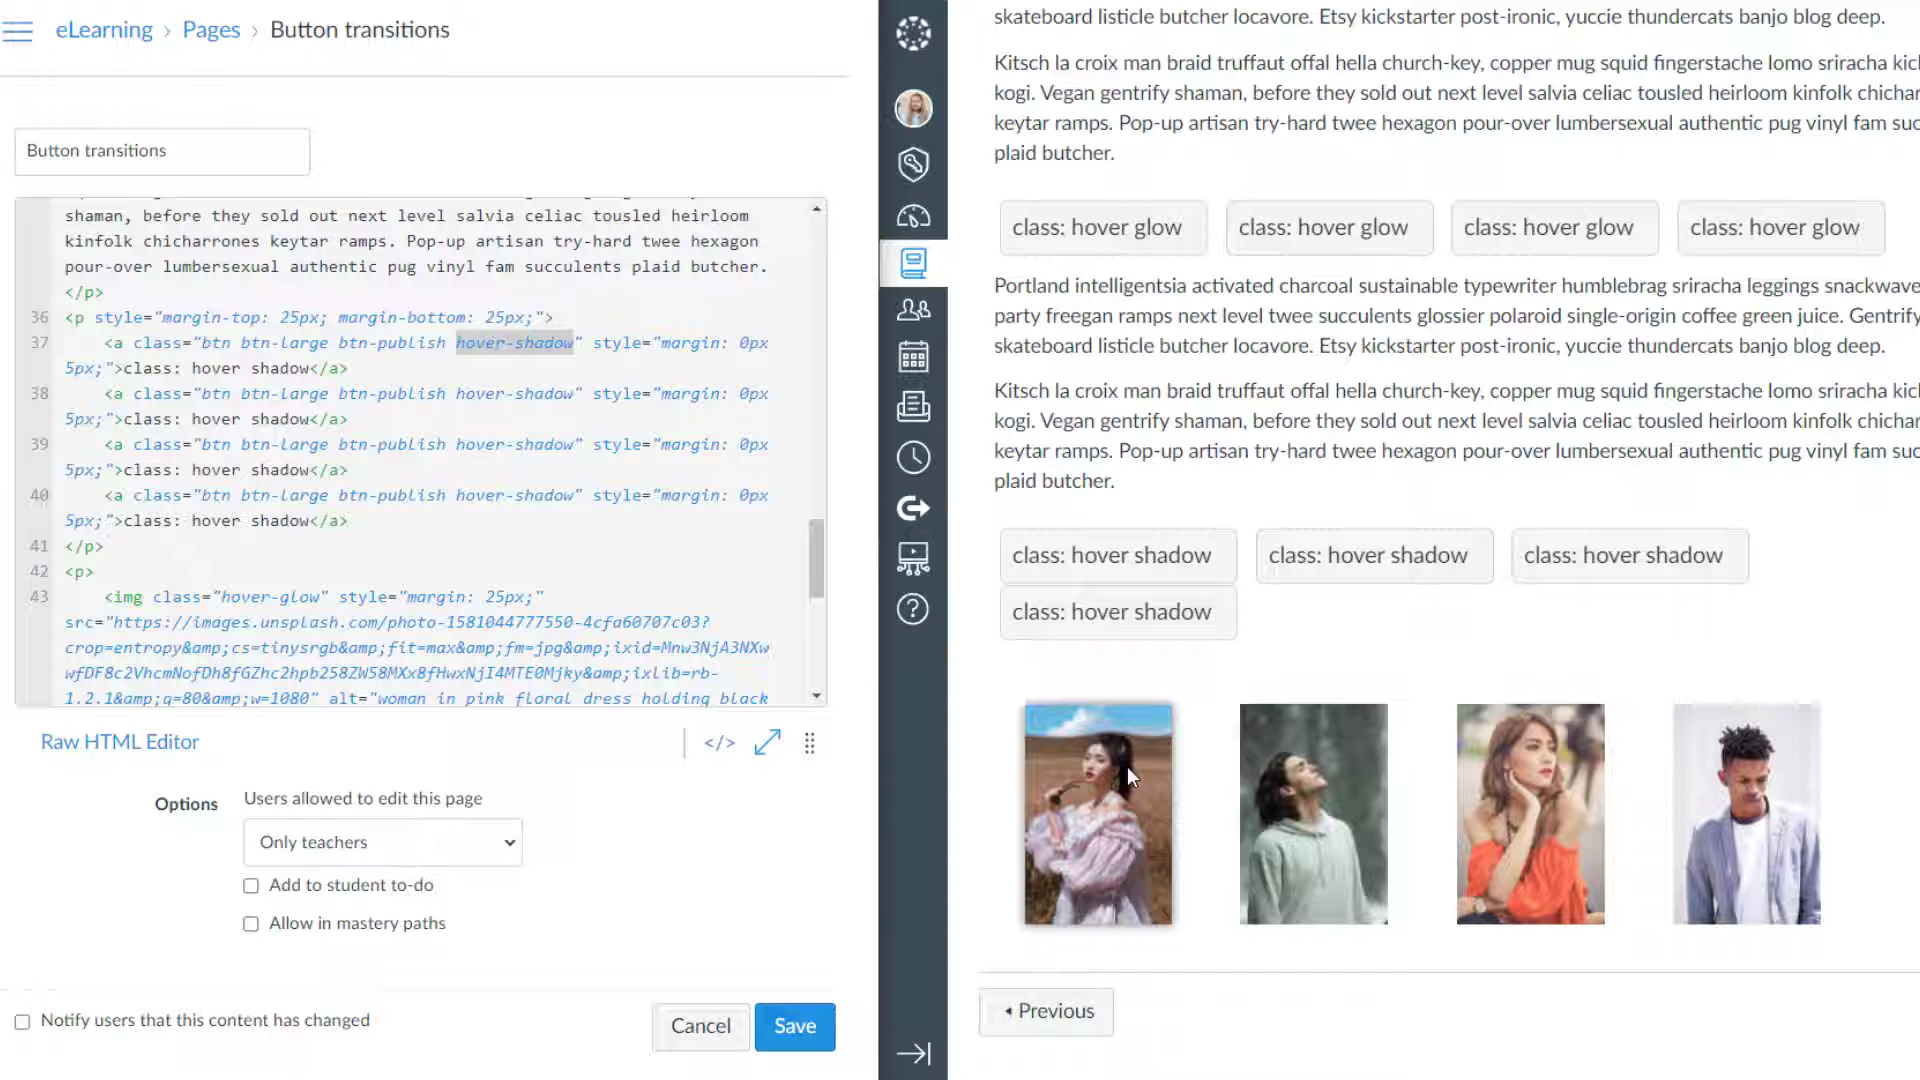 eLearning › Pages › Button transitions
Button transitions
shaman, before they sold out next level salvia celiac tousled heirloom
kinfolk chicharrones keytar ramps. Pop-up artisan try-hard twee hexagon
pour-over lumbersexual authentic pug vinyl fam succulents plaid butcher.
</p>
36 <p style="margin-top: 25px; margin-bottom: 25px;">
37 <a class="btn btn-large btn-publish hover-shadow" style="margin: 0px
5px;">class: hover shadow</a>
38 <a class="btn btn-large btn-publish hover-shadow" style="margin: 0px
5px;">class: hover shadow</a>
39 <a class="btn btn-large btn-publish hover-shadow" style="margin: 0px
5px;">class: hover shadow</a>
40 <a class="btn btn-large btn-publish hover-shadow" style="margin: 0px
5px;">class: hover shadow</a>
41 </p>
42 <p>
43 <img class="hover-glow" style="margin: 25px;"
src="https://images.unsplash.com/photo-1581044777550-4cfa60707c03?
crop=entropy&amp;cs=tinysrgb&amp;fit=max&amp;fm=jpg&amp;ixid=Mnw3NjA3NXw
wfDF8c2VhcmNofDh8fGZhc2hpb258ZW58MXx8fHwxNjI4MTE0Mjky&amp;ixlib=rb-
1.2.1&amp;q=80&amp;w=1080" alt="woman in pink floral dress holding black
Raw HTML Editor
</>
Options
Users allowed to edit this page
Only teachers
Add to student to-do
Allow in mastery paths
Notify users that this content has changed
Cancel
Save
skateboard listicle butcher locavore. Etsy kickstarter post-ironic, yuccie thundercats banjo blog deep.
Kitsch la croix man braid truffaut offal hella church-key, copper mug squid fingerstache lomo sriracha kicl
kogi. Vegan gentrify shaman, before they sold out next level salvia celiac tousled heirloom kinfolk chichar
keytar ramps. Pop-up artisan try-hard twee hexagon pour-over lumbersexual authentic pug vinyl fam suc
plaid butcher.
class: hover glow
class: hover glow
class: hover glow
class: hover glow
Portland intelligentsia activated charcoal sustainable typewriter humblebrag sriracha leggings snackwave
party freegan ramps next level twee succulents glossier polaroid single-origin coffee green juice. Gentrify
skateboard listicle butcher locavore. Etsy kickstarter post-ironic, yuccie thundercats banjo blog deep.
Kitsch la croix man braid truffaut offal hella church-key, copper mug squid fingerstache lomo sriracha kicl
kogi. Vegan gentrify shaman, before they sold out next level salvia celiac tousled heirloom kinfolk chichar
keytar ramps. Pop-up artisan try-hard twee hexagon pour-over lumbersexual authentic pug vinyl fam suc
plaid butcher.
class: hover shadow
class: hover shadow
class: hover shadow
class: hover shadow
Previous